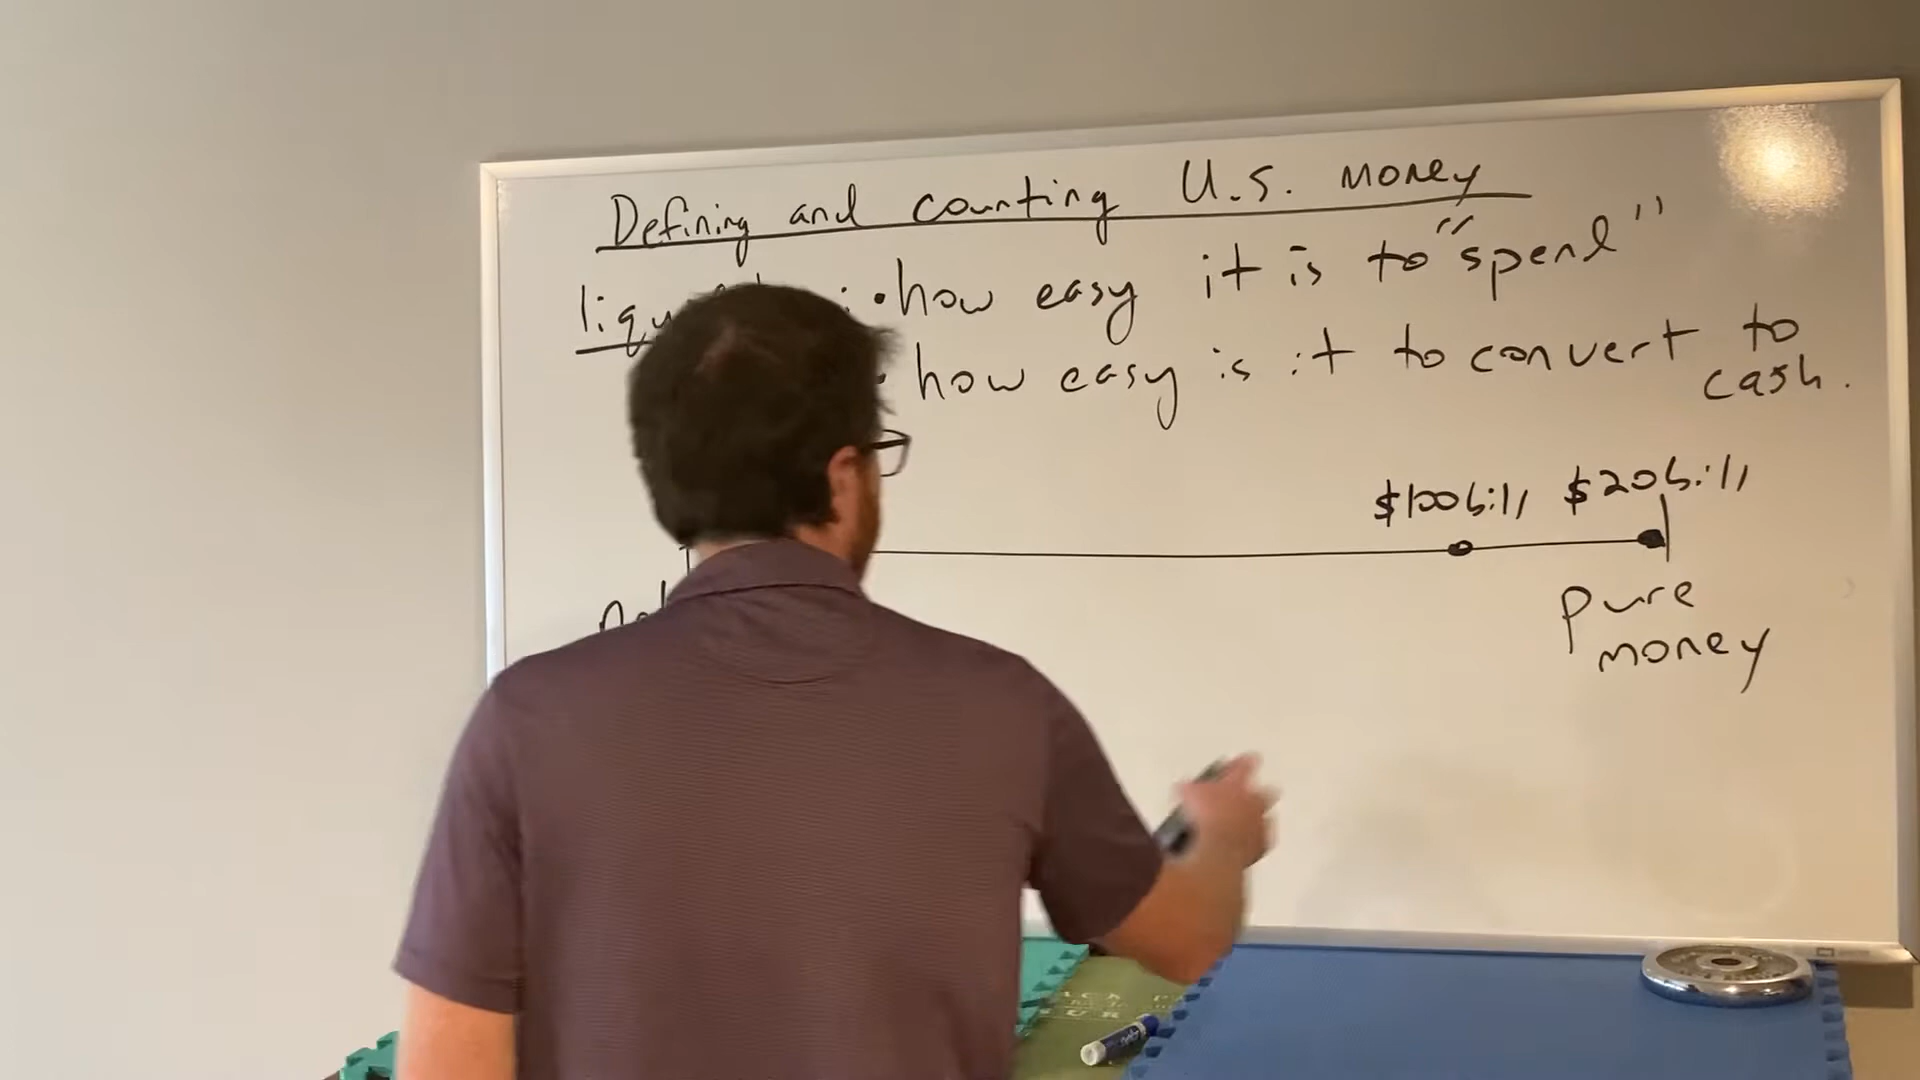 Defining and counting U.S. money
: • how easy it is to "spend"
• how easy is it to convert to
cash.
$100 bill $20 bill
pure
money